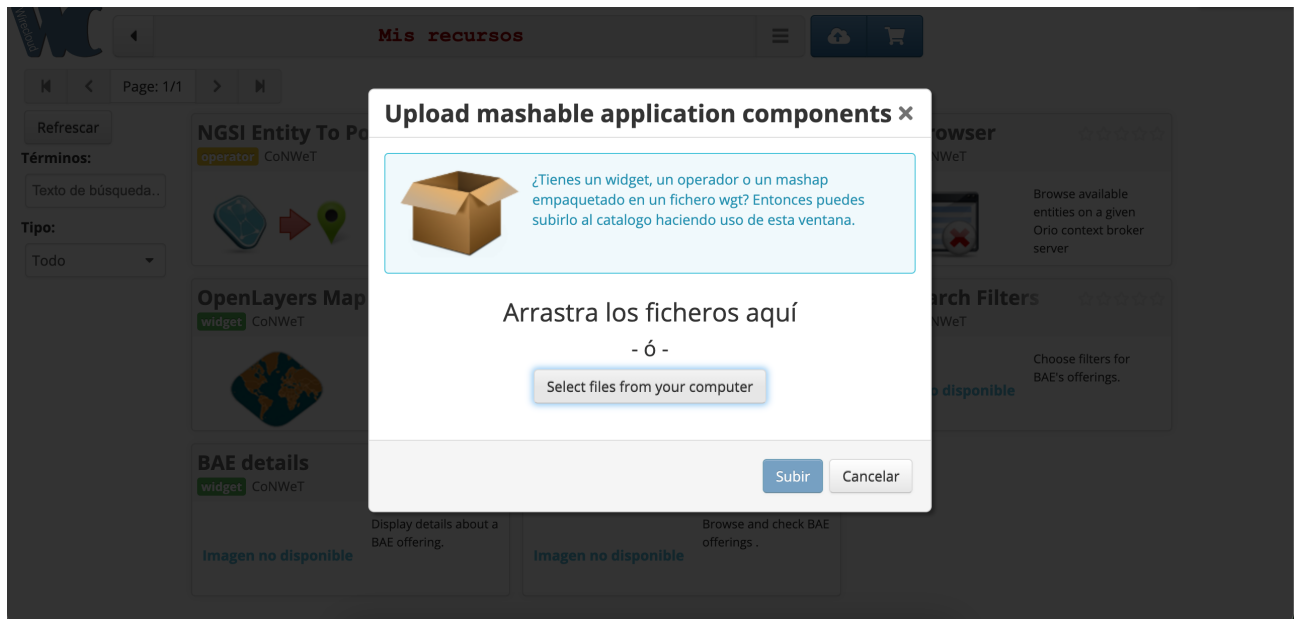 Wirecloud
WC
Mis recursos
Page: 1/1
Refrescar
Términos:
Texto de búsqueda..
Tipo:
Todo
NGSI Entity To Po
operator CoNWeT
rowser
NWeT
Browse available
entities on a given
Orio context broker
server
OpenLayers Map
widget CoNWeT
arch Filters
NWeT
Choose filters for
BAE's offerings.
o disponible
BAE details
widget CoNWeT
Display details about a
BAE offering.
Imagen no disponible
Browse and check BAE
offerings .
Imagen no disponible
Upload mashable application components
¿Tienes un widget, un operador o un mashap
empaquetado en un fichero wgt? Entonces puedes
subirlo al catalogo haciendo uso de esta ventana.
Arrastra los ficheros aquí
- ó -
Select files from your computer
Subir
Cancelar